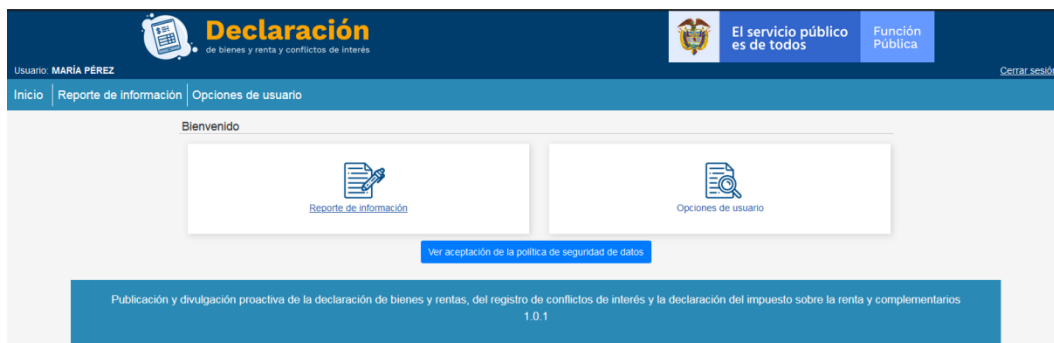 Declaración
de bienes y renta y conflictos de interés
El servicio público
es de todos
Función
Pública
Usuario: MARÍA PÉREZ
Cerrar sesión
Inicio Reporte de información Opciones de usuario
Bienvenido
Reporte de información
Opciones de usuario
Ver aceptación de la política de seguridad de datos
Publicación y divulgación proactiva de la declaración de bienes y rentas, del registro de conflictos de interés y la declaración del impuesto sobre la renta y complementarios
1.0.1